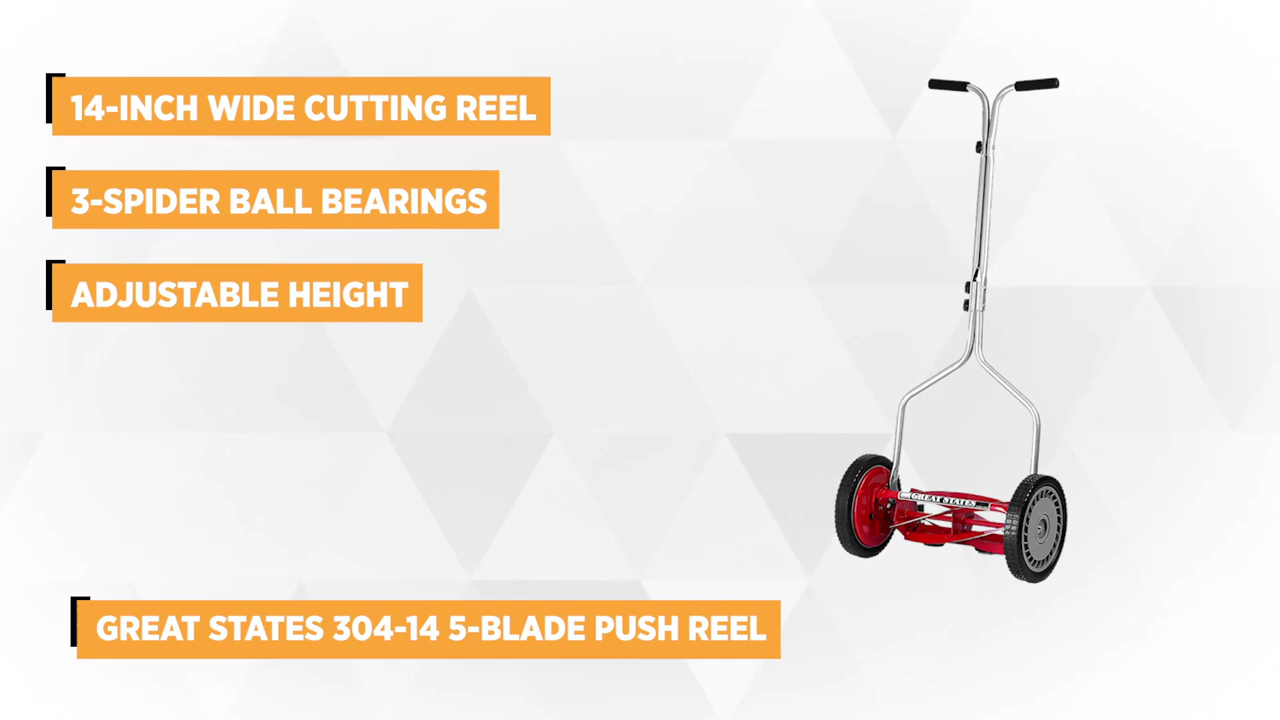 14-INCH WIDE CUTTING REEL
3-SPIDER BALL BEARINGS
ADJUSTABLE HEIGHT
GREAT STATES
GREAT STATES 304-14 5-BLADE PUSH REEL